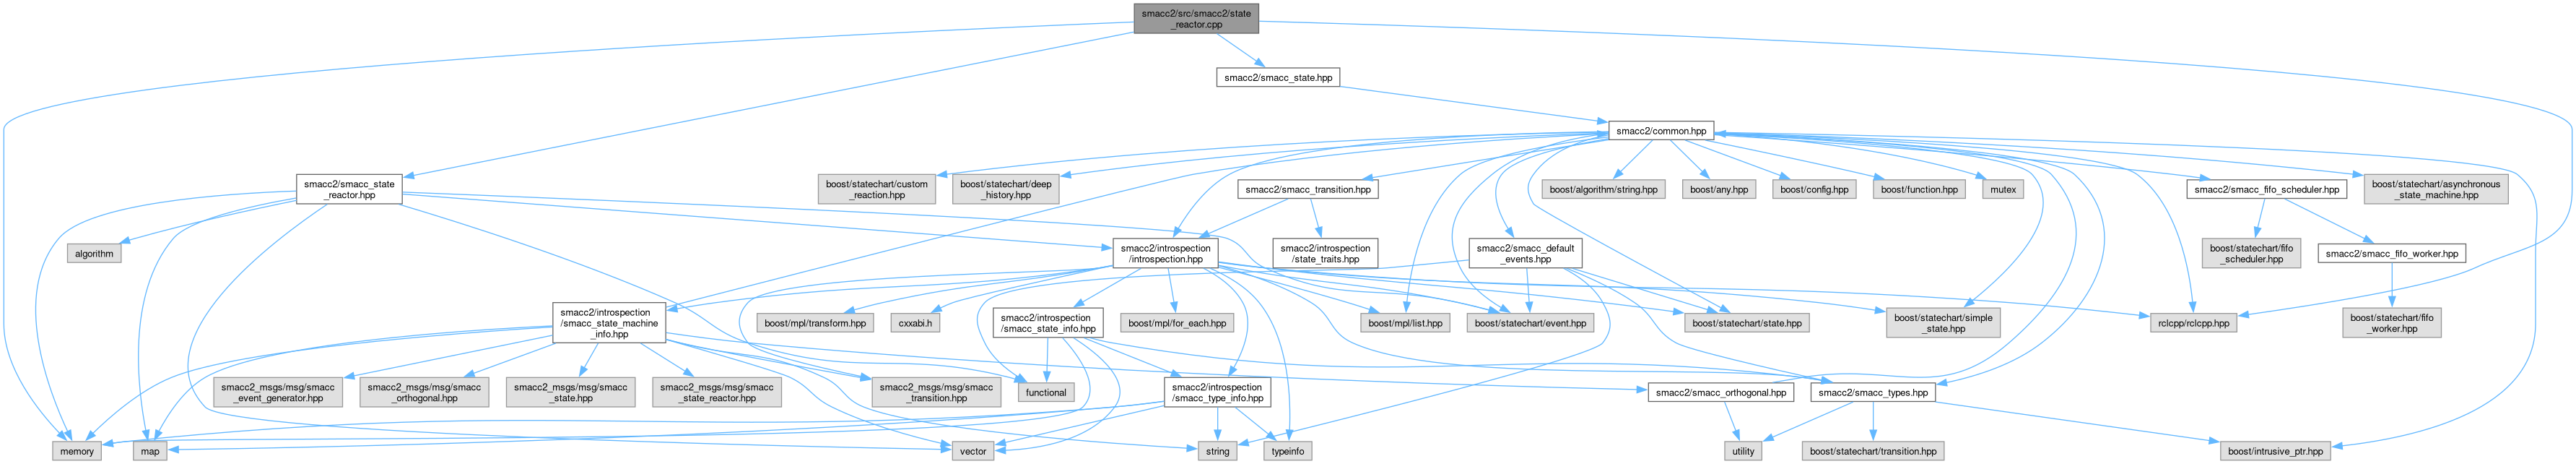 smacc2/src/smacc2/state
_reactor.cpp
smacc2/smacc_state.hpp
smacc2/common.hpp
smacc2/smacc_state
_reactor.hpp
boost/statechart/custom
_reaction.hpp
boost/statechart/deep
_history.hpp
smacc2/smacc_transition.hpp
boost/algorithm/string.hpp
boost/any.hpp
boost/config.hpp
boost/function.hpp
mutex
smacc2/smacc_fifo_scheduler.hpp
boost/statechart/asynchronous
_state_machine.hpp
algorithm
smacc2/introspection
/introspection.hpp
smacc2/introspection
/state_traits.hpp
smacc2/smacc_default
_events.hpp
boost/statechart/fifo
_scheduler.hpp
smacc2/smacc_fifo_worker.hpp
smacc2/introspection
/smacc_state_machine
_info.hpp
boost/mpl/transform.hpp
cxxabi.h
smacc2/introspection
/smacc_state_info.hpp
boost/mpl/for_each.hpp
boost/mpl/list.hpp
boost/statechart/event.hpp
boost/statechart/state.hpp
boost/statechart/simple
_state.hpp
rclcpp/rclcpp.hpp
boost/statechart/fifo
_worker.hpp
smacc2_msgs/msg/smacc
_event_generator.hpp
smacc2_msgs/msg/smacc
_orthogonal.hpp
smacc2_msgs/msg/smacc
_state.hpp
smacc2_msgs/msg/smacc
_state_reactor.hpp
smacc2_msgs/msg/smacc
_transition.hpp
functional
smacc2/introspection
/smacc_type_info.hpp
smacc2/smacc_orthogonal.hpp
smacc2/smacc_types.hpp
memory
map
vector
string
typeinfo
utility
boost/statechart/transition.hpp
boost/intrusive_ptr.hpp